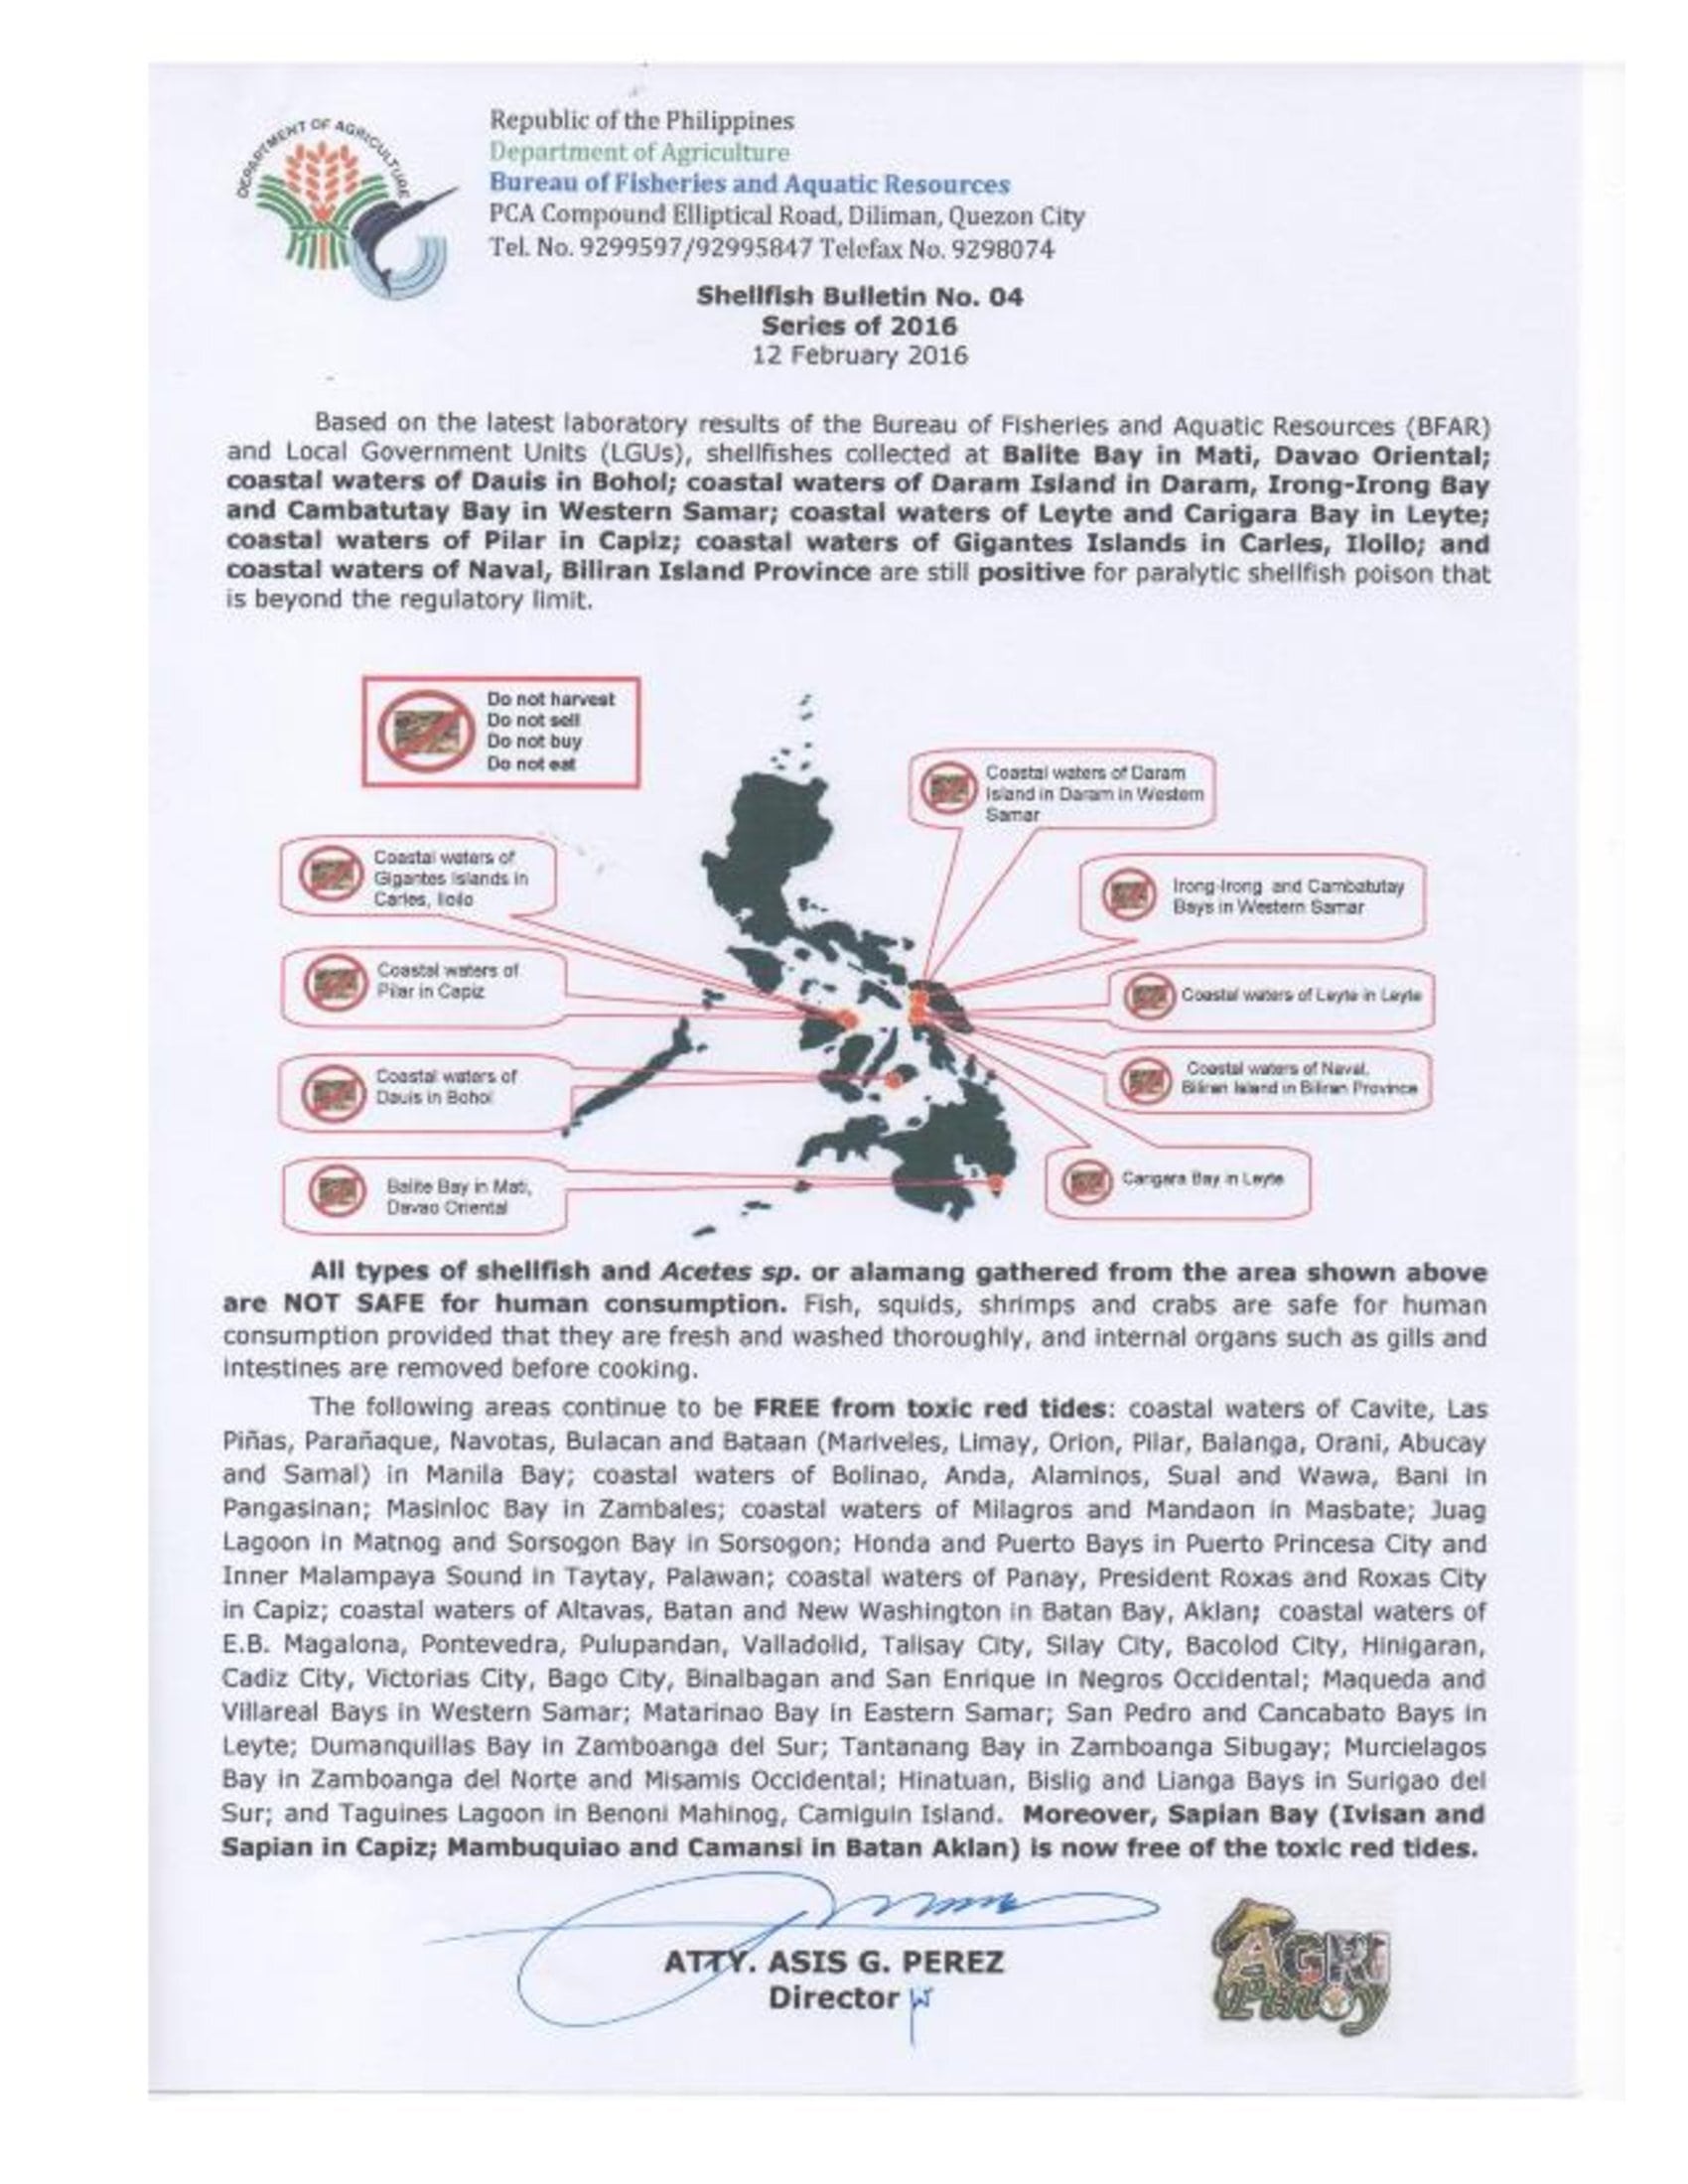 DEPARTMENT OF AGRICULTURE
Republic of the Philippines
Department of Agriculture
Bureau of Fisheries and Aquatic Resources
PCA Compound Elliptical Road, Diliman, Quezon City
Tel. No. 9299597/92995847 Telefax No. 9298074
Shellfish Bulletin No. 04
Series of 2016
12 February 2016
Based on the latest laboratory results of the Bureau of Fisheries and Aquatic Resources (BFAR)
and Local Government Units (LGUs), shellfishes collected at Balite Bay in Mati, Davao Oriental;
coastal waters of Dauis in Bohol; coastal waters of Daram Island in Daram, Irong-Irong Bay
and Cambatutay Bay in Western Samar; coastal waters of Leyte and Carigara Bay in Leyte;
coastal waters of Pilar in Capiz; coastal waters of Gigantes Islands in Carles, Iloilo; and
coastal waters of Naval, Biliran Island Province are still positive for paralytic shellfish poison that
is beyond the regulatory limit.
Do not harvest
Do not sell
Do not buy
Do not eat
Coastal waters of Daram
Island in Daram in Western
Samar
Coastal waters of
Gigantes Islands in
Carles, Iloilo
Irong-Irong and Cambatutay
Bays in Western Samar
Coastal waters of
Pilar in Capiz
Coastal waters of Leyte in Leyte
Coastal waters of
Dauis in Bohol
Coastal waters of Naval,
Biliran Island in Biliran Province
Balite Bay in Mati,
Davao Oriental
Carigara Bay in Leyte
All types of shellfish and Acetes sp. or alamang gathered from the area shown above
are NOT SAFE for human consumption. Fish, squids, shrimps and crabs are safe for human
consumption provided that they are fresh and washed thoroughly, and internal organs such as gills and
intestines are removed before cooking.
The following areas continue to be FREE from toxic red tides: coastal waters of Cavite, Las
Piñas, Parañaque, Navotas, Bulacan and Bataan (Mariveles, Limay, Orion, Pilar, Balanga, Orani, Abucay
and Samal) in Manila Bay; coastal waters of Bolinao, Anda, Alaminos, Sual and Wawa, Bani in
Pangasinan; Masinloc Bay in Zambales; coastal waters of Milagros and Mandaon in Masbate; Juag
Lagoon in Matnog and Sorsogon Bay in Sorsogon; Honda and Puerto Bays in Puerto Princesa City and
Inner Malampaya Sound in Taytay, Palawan; coastal waters of Panay, President Roxas and Roxas City
in Capiz; coastal waters of Altavas, Batan and New Washington in Batan Bay, Aklan; coastal waters of
E.B. Magalona, Pontevedra, Pulupandan, Valladolid, Talisay City, Silay City, Bacolod City, Hinigaran,
Cadiz City, Victorias City, Bago City, Binalbagan and San Enrique in Negros Occidental; Maqueda and
Villareal Bays in Western Samar; Matarinao Bay in Eastern Samar; San Pedro and Cancabato Bays in
Leyte; Dumanquillas Bay in Zamboanga del Sur; Tantanang Bay in Zamboanga Sibugay; Murcielagos
Bay in Zamboanga del Norte and Misamis Occidental; Hinatuan, Bislig and Lianga Bays in Surigao del
Sur; and Taguines Lagoon in Benoni Mahinog, Camiguin Island. Moreover, Sapian Bay (Ivisan and
Sapian in Capiz; Mambuquiao and Camansi in Batan Aklan) is now free of the toxic red tides.
ATTY. ASIS G. PEREZ
Director
AGRI
Pinoy